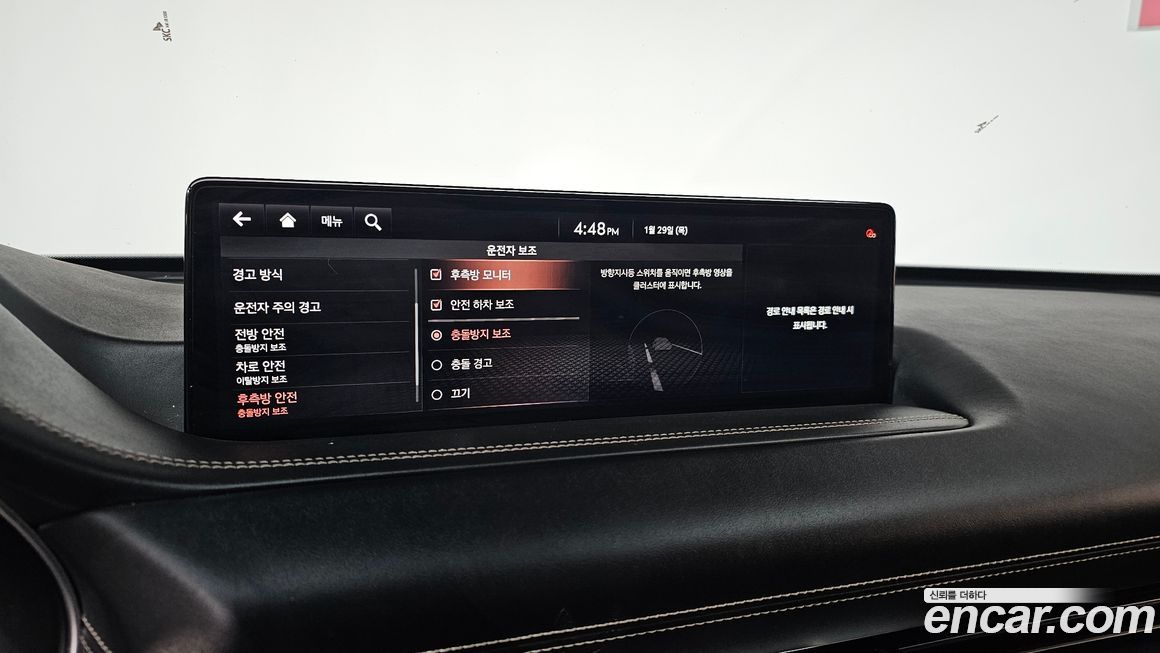 SKC
메뉴
4:48PM
1월 29일 (목)
운전자 보조
경고 방식
운전자 주의 경고
전방 안전
충돌방지 보조
차로 안전
이탈방지 보조
후측방 안전
충돌방지 보조
후측방 모니터
안전 하차 보조
충돌방지 보조
충돌 경고
끄기
방향지시등 스위치를 움직이면 후측방 영상을
클러스터에 표시합니다.
경로 안내 목록은 경로 안내 시
표시됩니다.
신뢰를 더하다
encar.com